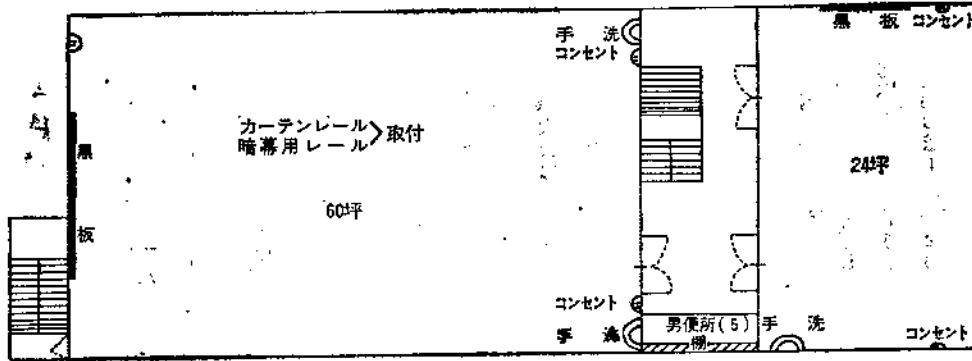 手洗
コンセント
黒板
コンセント
カーテンレール
暗幕用レール
取付
黒板
60坪
24坪
コンセント
手洗
男便所(5)
棚
手洗
コンセント